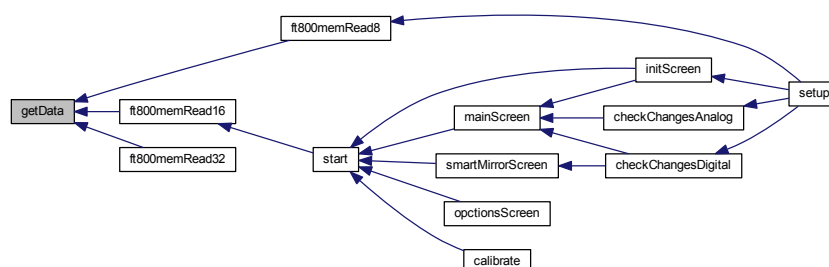 ft800memRead8
initScreen
setup
getData
ft800memRead16
mainScreen
checkChangesAnalog
ft800memRead32
start
smartMirrorScreen
checkChangesDigital
opctionsScreen
calibrate